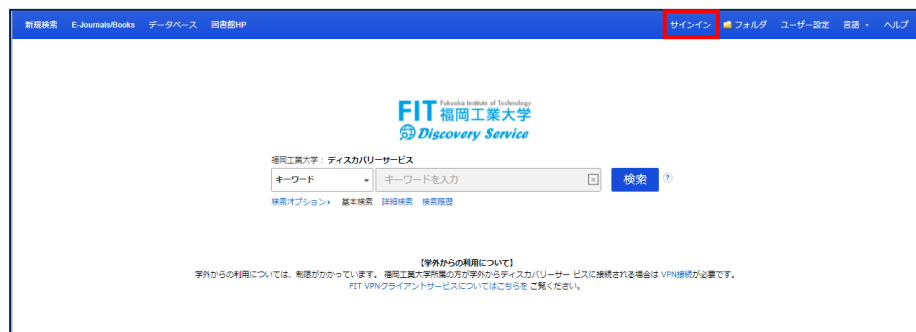 新規検索 E-Journals/Books データベース 図書館HP サインイン フォルダ ユーザー設定 言語 ヘルプ
FIT Fukuoka Institute of Technology
福岡工業大学
Discovery Service
福岡工業大学: ディスカバリーサービス
キーワード キーワードを入力 検索 ?
検索オプション 基本検索 詳細検索 検索履歴
【学外からの利用について】
学外からの利用については、制限がかかっています。 福岡工業大学所属の方が学外からディスカバリーサー ビスに接続される場合は VPN接続が必要です。
FIT VPNクライアントサービスについてはこちらを ご覧ください。